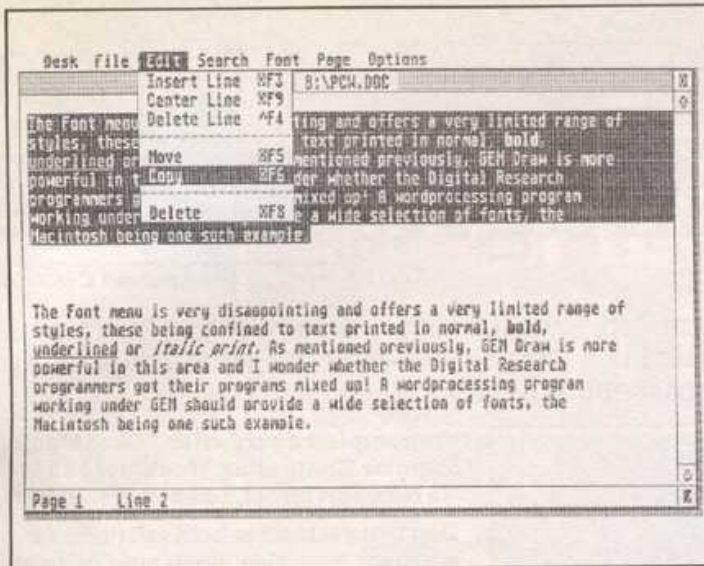 Desk File Edit Search Font Page Options
B:\PCW.DOC
Insert Line ⌘F3
Center Line ⌘F9
Delete Line ^F4
Move ⌘F5
Copy ⌘F6
Delete ⌘F8
The Font menu ting and offers a very limited range of
styles, these text printed in normal, bold,
underlined or mentioned previously, GEM Draw is more
powerful in t der whether the Digital Research
programmers g mixed up! A wordprocessing program
working under e a wide selection of fonts, the
Macintosh being one such example
The Font menu is very disappointing and offers a very limited range of
styles, these being confined to text printed in normal, bold,
underlined or italic print. As mentioned previously, GEM Draw is more
powerful in this area and I wonder whether the Digital Research
programmers got their programs mixed up! A wordprocessing program
working under GEM should provide a wide selection of fonts, the
Macintosh being one such example.
Page 1 Line 2